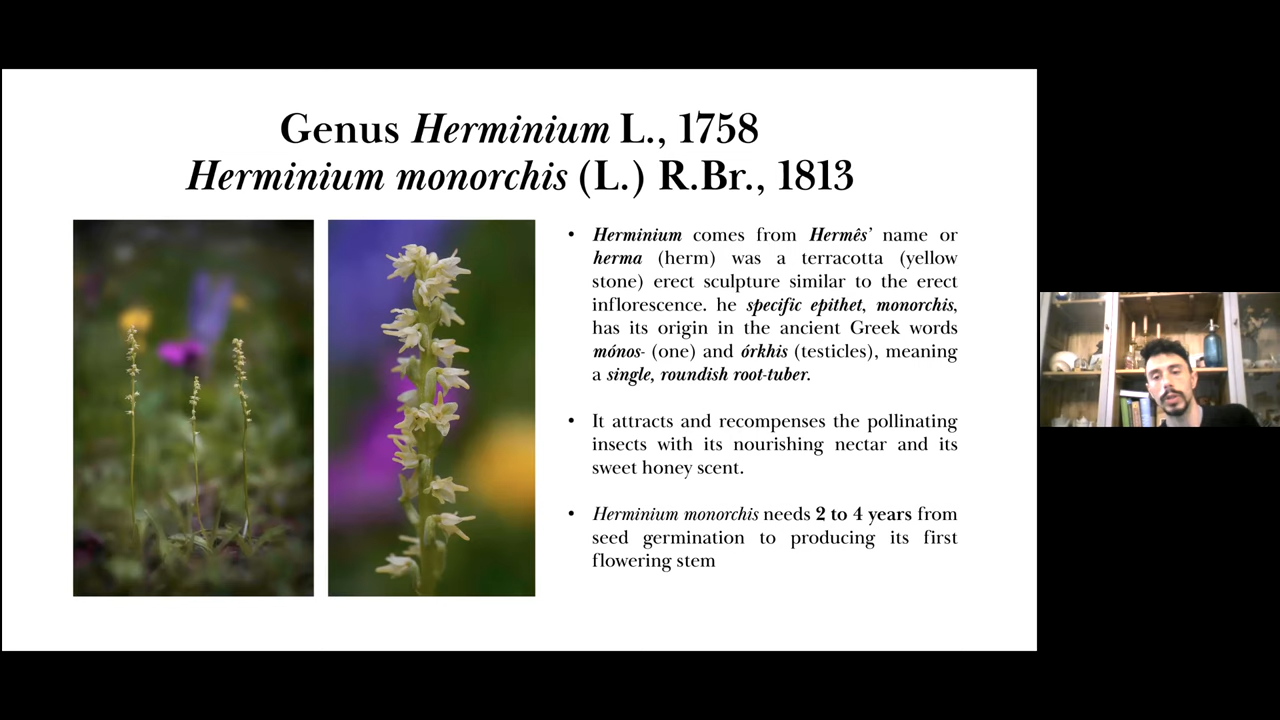 Genus Herminium L., 1758
Herminium monorchis (L.) R.Br., 1813
• Herminium comes from Hermês’ name or
herma (herm) was a terracotta (yellow
stone) erect sculpture similar to the erect
inflorescence. he specific epithet, monorchis,
has its origin in the ancient Greek words
mónos- (one) and órkhis (testicles), meaning
a single, roundish root-tuber.
• It attracts and recompenses the pollinating
insects with its nourishing nectar and its
sweet honey scent.
• Herminium monorchis needs 2 to 4 years from
seed germination to producing its first
flowering stem